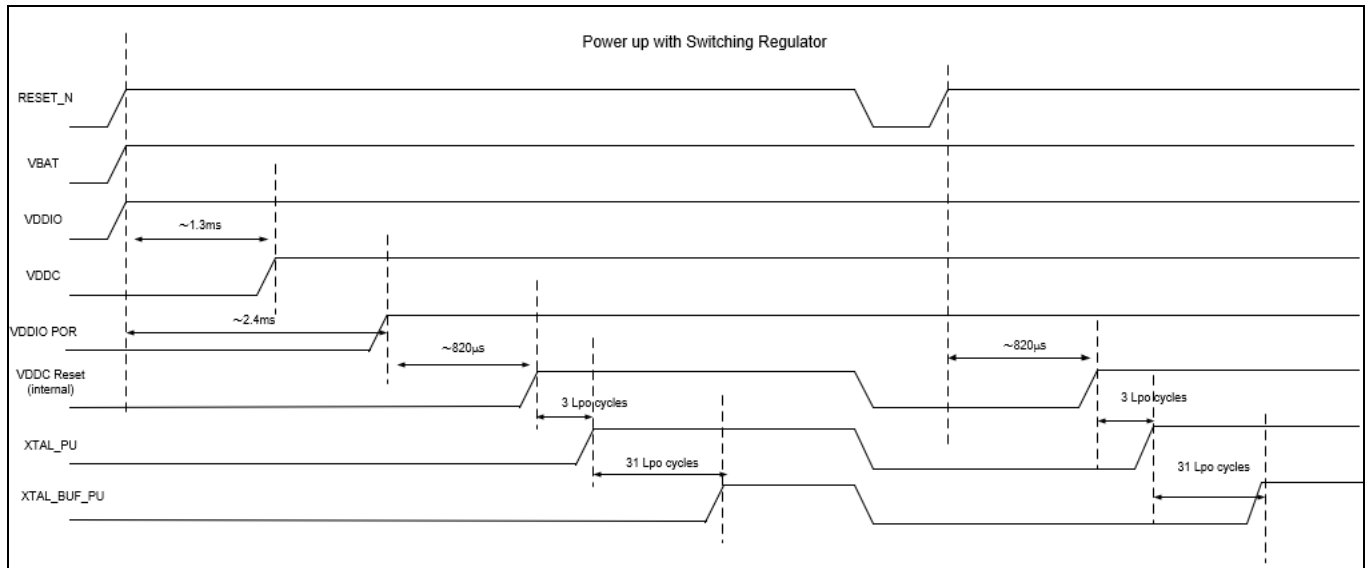 Power up with Switching Regulator
RESET_N
VBAT
VDDIO
~1.3ms
VDDC
~2.4ms
VDDIO POR
~820µs
~820µs
VDDC Reset
(internal)
3 Lpo cycles
3 Lpo cycles
XTAL_PU
31 Lpo cycles
31 Lpo cycles
XTAL_BUF_PU